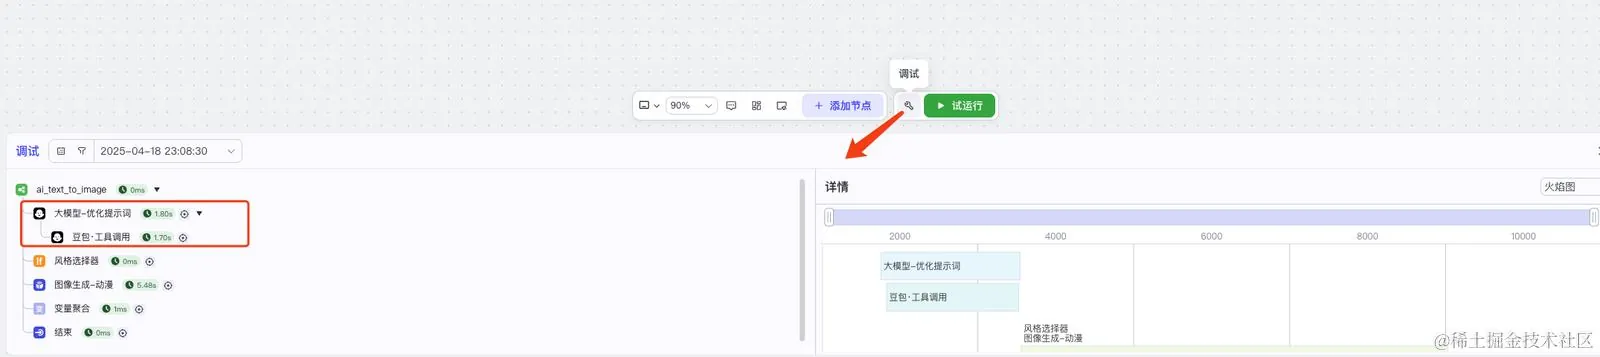 调试
90%
+ 添加节点
试运行
调试
2025-04-18 23:08:30
ai_text_to_image
0ms
大模型-优化提示词
1.80s
豆包·工具调用
1.70s
风格选择器
0ms
图像生成-动漫
5.48s
变量聚合
1ms
结束
0ms
详情
火焰图
2000
4000
6000
8000
10000
大模型-优化提示词
豆包·工具调用
风格选择器
图像生成-动漫
@稀土掘金技术社区